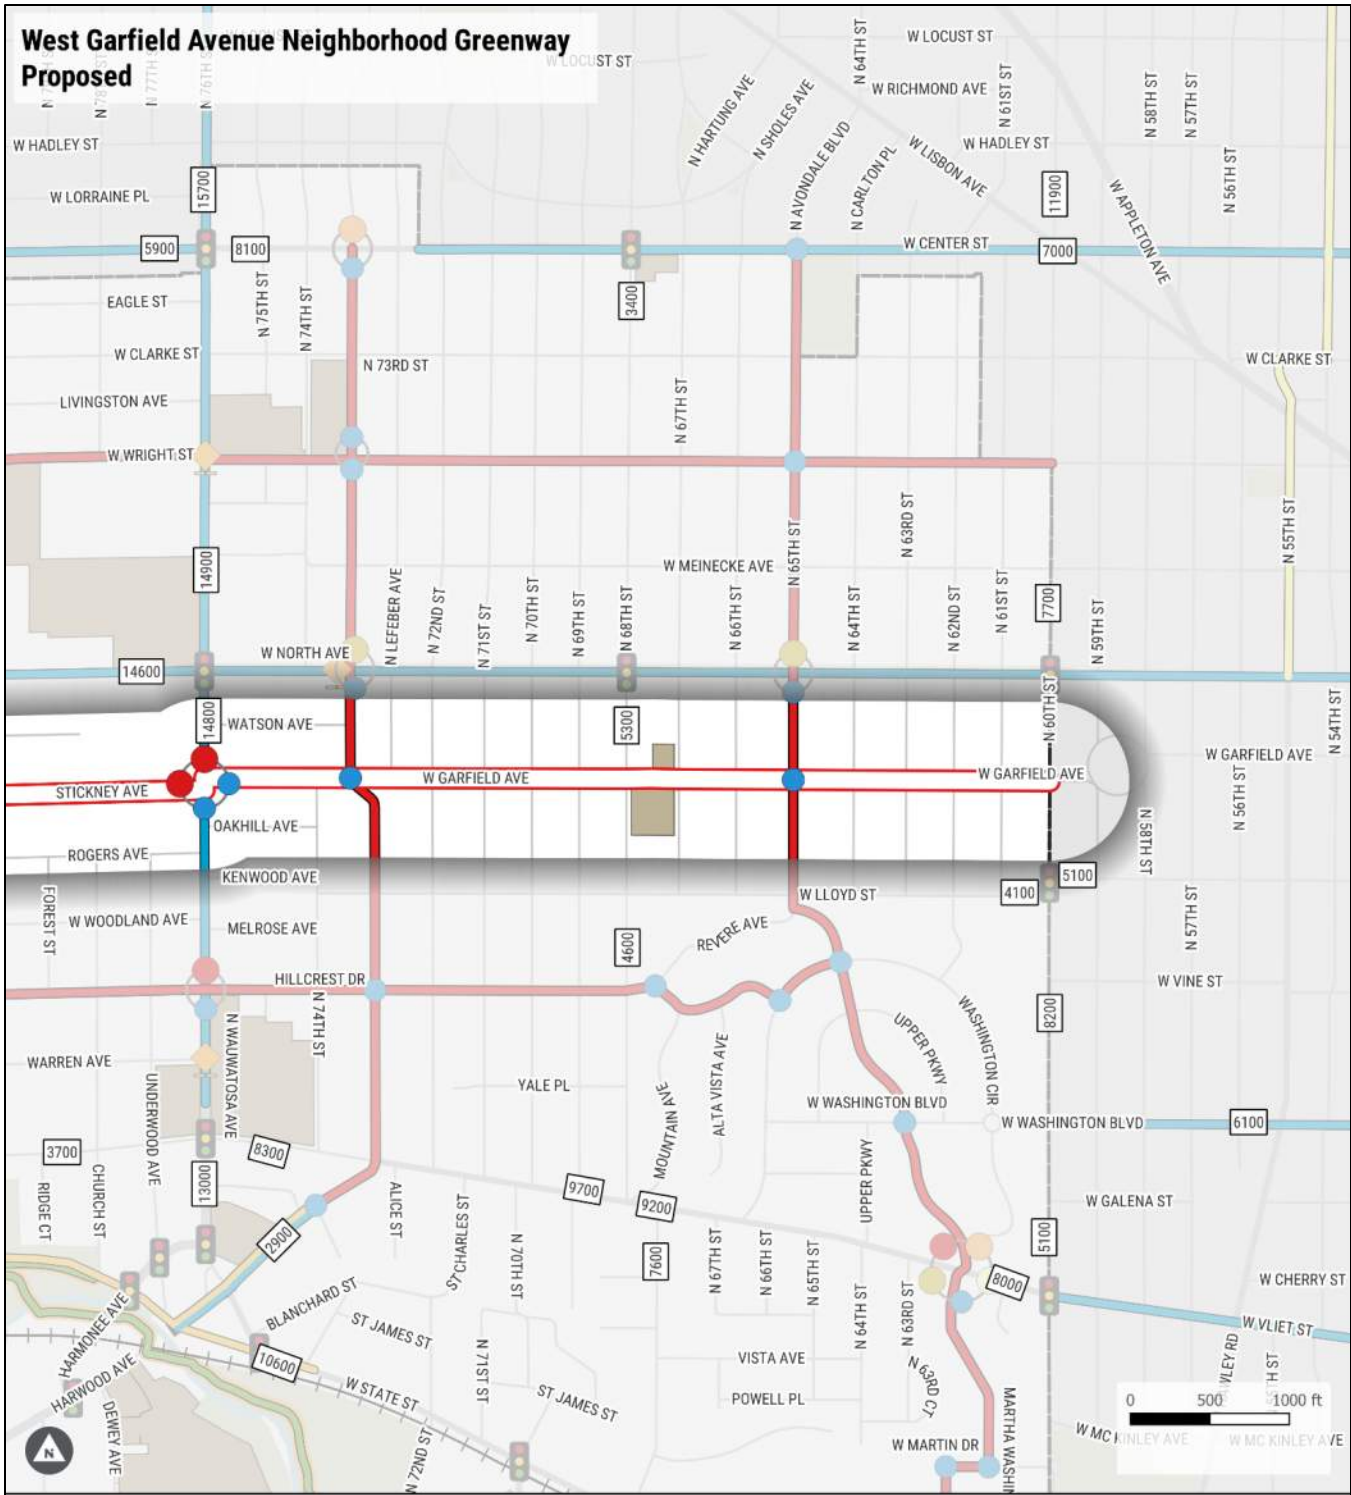 West Garfield Avenue Neighborhood Greenway
Proposed
W LOCUST ST
W LOCUST ST
N 64TH ST
W RICHMOND AVE
N 61ST ST
N 58TH ST
N 57TH ST
N 77TH ST
N 76TH ST
N HARTUNG AVE
N SHOLES AVE
N AVONDALE BLVD
N CARLTON PL
W LISBON AVE
W HADLEY ST
W HADLEY ST
W APPLETON AVE
N 56TH ST
W LORRAINE PL
15700
11900
5900
8100
W CENTER ST
7000
3400
EAGLE ST
N 75TH ST
N 74TH ST
W CLARKE ST
N 73RD ST
W CLARKE ST
LIVINGSTON AVE
N 67TH ST
W WRIGHT ST
N 63RD ST
N 65TH ST
N 55TH ST
14900
W MEINECKE AVE
N LEFEBER AVE
N 72ND ST
N 71ST ST
N 70TH ST
N 69TH ST
N 68TH ST
N 66TH ST
N 64TH ST
N 62ND ST
N 61ST ST
7700
N 59TH ST
W NORTH AVE
14600
14800
WATSON AVE
5300
N 60TH ST
N 54TH ST
W GARFIELD AVE
W GARFIELD AVE
W GARFIELD AVE
STICKNEY AVE
N 56TH ST
OAKHILL AVE
N 58TH ST
ROGERS AVE
KENWOOD AVE
5100
4100
W LLOYD ST
FOREST ST
W WOODLAND AVE
MELROSE AVE
4600
REVERE AVE
N 57TH ST
HILLCREST DR
W VINE ST
N 74TH ST
N WAUWATOSA AVE
8200
UPPER PKWY
WASHINGTON CIR
WARREN AVE
UNDERWOOD AVE
YALE PL
MOUNTAIN AVE
ALTA VISTA AVE
W WASHINGTON BLVD
W WASHINGTON BLVD
6100
3700
8300
13000
RIDGE CT
CHURCH ST
9700
9200
UPPER PKWY
W GALENA ST
ALICE ST
ST CHARLES ST
N 70TH ST
2900
7600
N 67TH ST
N 66TH ST
N 65TH ST
5100
8000
W CHERRY ST
N 64TH ST
N 63RD ST
HARMONEE AVE
BLANCHARD ST
ST JAMES ST
W VLIET ST
10600
N 71ST ST
VISTA AVE
HARWOOD AVE
W STATE ST
ST JAMES ST
POWELL PL
N 63RD CT
DEWEY AVE
N 72ND ST
W MARTIN DR
MARTHA WASHIN
AWLEY RD
0 500 1000 ft
W MC KINLEY AVE
W MC KINLEY AVE
N